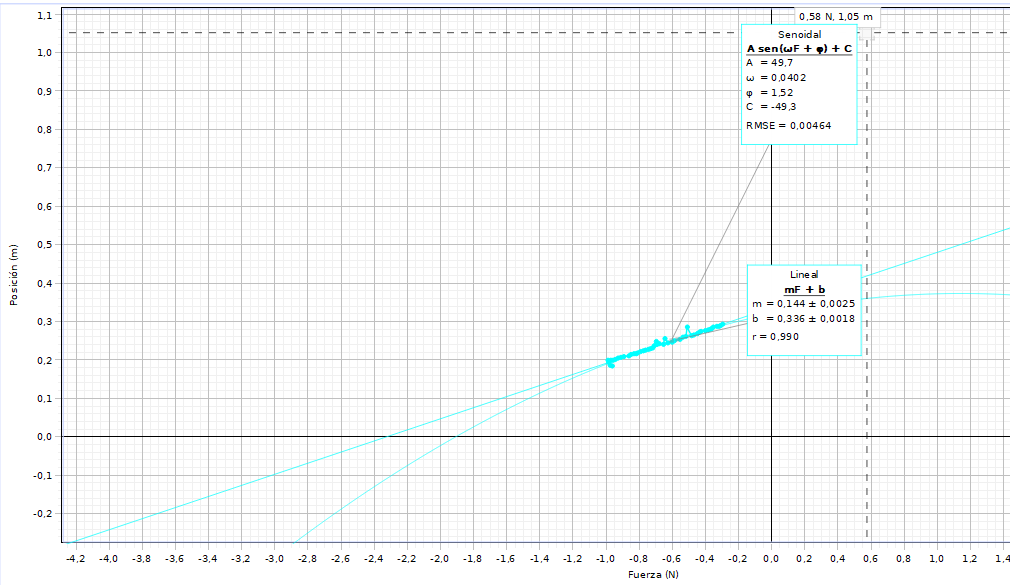 0,58 N, 1,05 m
Senoidal
A sen(ωF + φ) + C
A = 49,7
ω = 0,0402
φ = 1,52
C = -49,3
RMSE = 0,00464
Lineal
mF + b
m = 0,144 ± 0,0025
b = 0,336 ± 0,0018
r = 0,990
Posición (m)
1,1
1,0
0,9
0,8
0,7
0,6
0,5
0,4
0,3
0,2
0,1
0,0
-0,1
-0,2
-4,2 -4,0 -3,8 -3,6 -3,4 -3,2 -3,0 -2,8 -2,6 -2,4 -2,2 -2,0 -1,8 -1,6 -1,4 -1,2 -1,0 -0,8 -0,6 -0,4 -0,2 0,0 0,2 0,4 0,6 0,8 1,0 1,2 1,4
Fuerza (N)